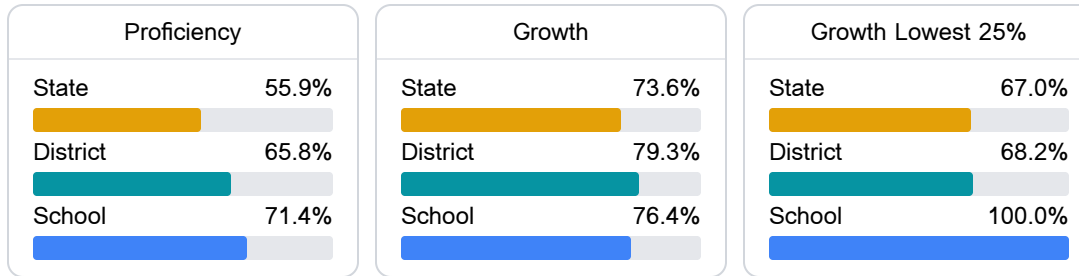 Proficiency
State 55.9%
District 65.8%
School 71.4%
Growth
State 73.6%
District 79.3%
School 76.4%
Growth Lowest 25%
State 67.0%
District 68.2%
School 100.0%